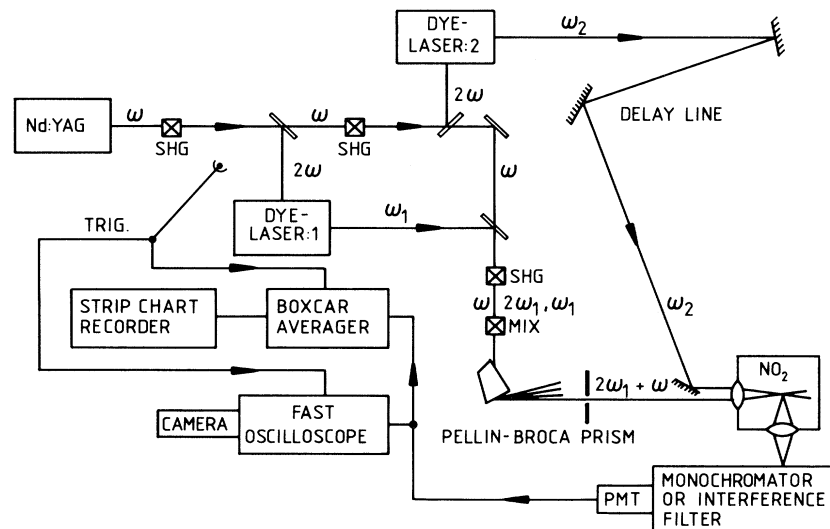 DYE-
LASER:2
ω₂
Nd:YAG
ω
SHG
2ω
ω
SHG
2ω
DELAY LINE
ω
DYE-
LASER:1
ω₁
TRIG.
SHG
ω
2ω₁, ω₁
MIX
ω₂
STRIP CHART
RECORDER
BOXCAR
AVERAGER
NO₂
2ω₁ + ω
CAMERA
FAST
OSCILLOSCOPE
PELLIN-BROCA PRISM
PMT
MONOCHROMATOR
OR INTERFERENCE
FILTER